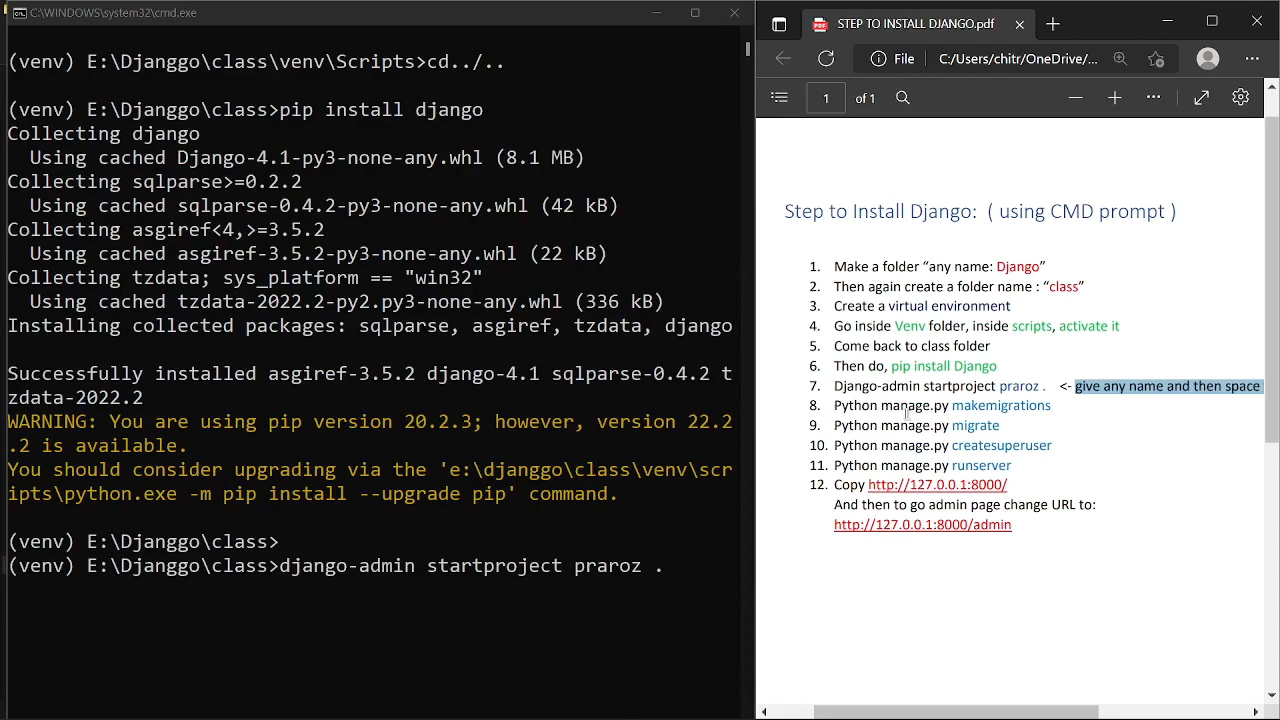 C:\WINDOWS\system32\cmd.exe
(venv) E:\Djanggo\class\venv\Scripts>cd../..
(venv) E:\Djanggo\class>pip install django
Collecting django
Using cached Django-4.1-py3-none-any.whl (8.1 MB)
Collecting sqlparse>=0.2.2
Using cached sqlparse-0.4.2-py3-none-any.whl (42 kB)
Collecting asgiref<4,>=3.5.2
Using cached asgiref-3.5.2-py3-none-any.whl (22 kB)
Collecting tzdata; sys_platform == "win32"
Using cached tzdata-2022.2-py2.py3-none-any.whl (336 kB)
Installing collected packages: sqlparse, asgiref, tzdata, django
Successfully installed asgiref-3.5.2 django-4.1 sqlparse-0.4.2 t
zdata-2022.2
WARNING: You are using pip version 20.2.3; however, version 22.2
.2 is available.
You should consider upgrading via the 'e:\djanggo\class\venv\scr
ipts\python.exe -m pip install --upgrade pip' command.
(venv) E:\Djanggo\class>
(venv) E:\Djanggo\class>django-admin startproject praroz .
PDF STEP TO INSTALL DJANGO.pdf
File C:/Users/chitr/OneDrive/...
1 of 1
Step to Install Django: ( using CMD prompt )
1. Make a folder “any name: Django”
2. Then again create a folder name : “class”
3. Create a virtual environment
4. Go inside Venv folder, inside scripts, activate it
5. Come back to class folder
6. Then do, pip install Django
7. Django-admin startproject praroz . <- give any name and then space
8. Python manage.py makemigrations
9. Python manage.py migrate
10. Python manage.py createsuperuser
11. Python manage.py runserver
12. Copy http://127.0.0.1:8000/
And then to go admin page change URL to:
http://127.0.0.1:8000/admin